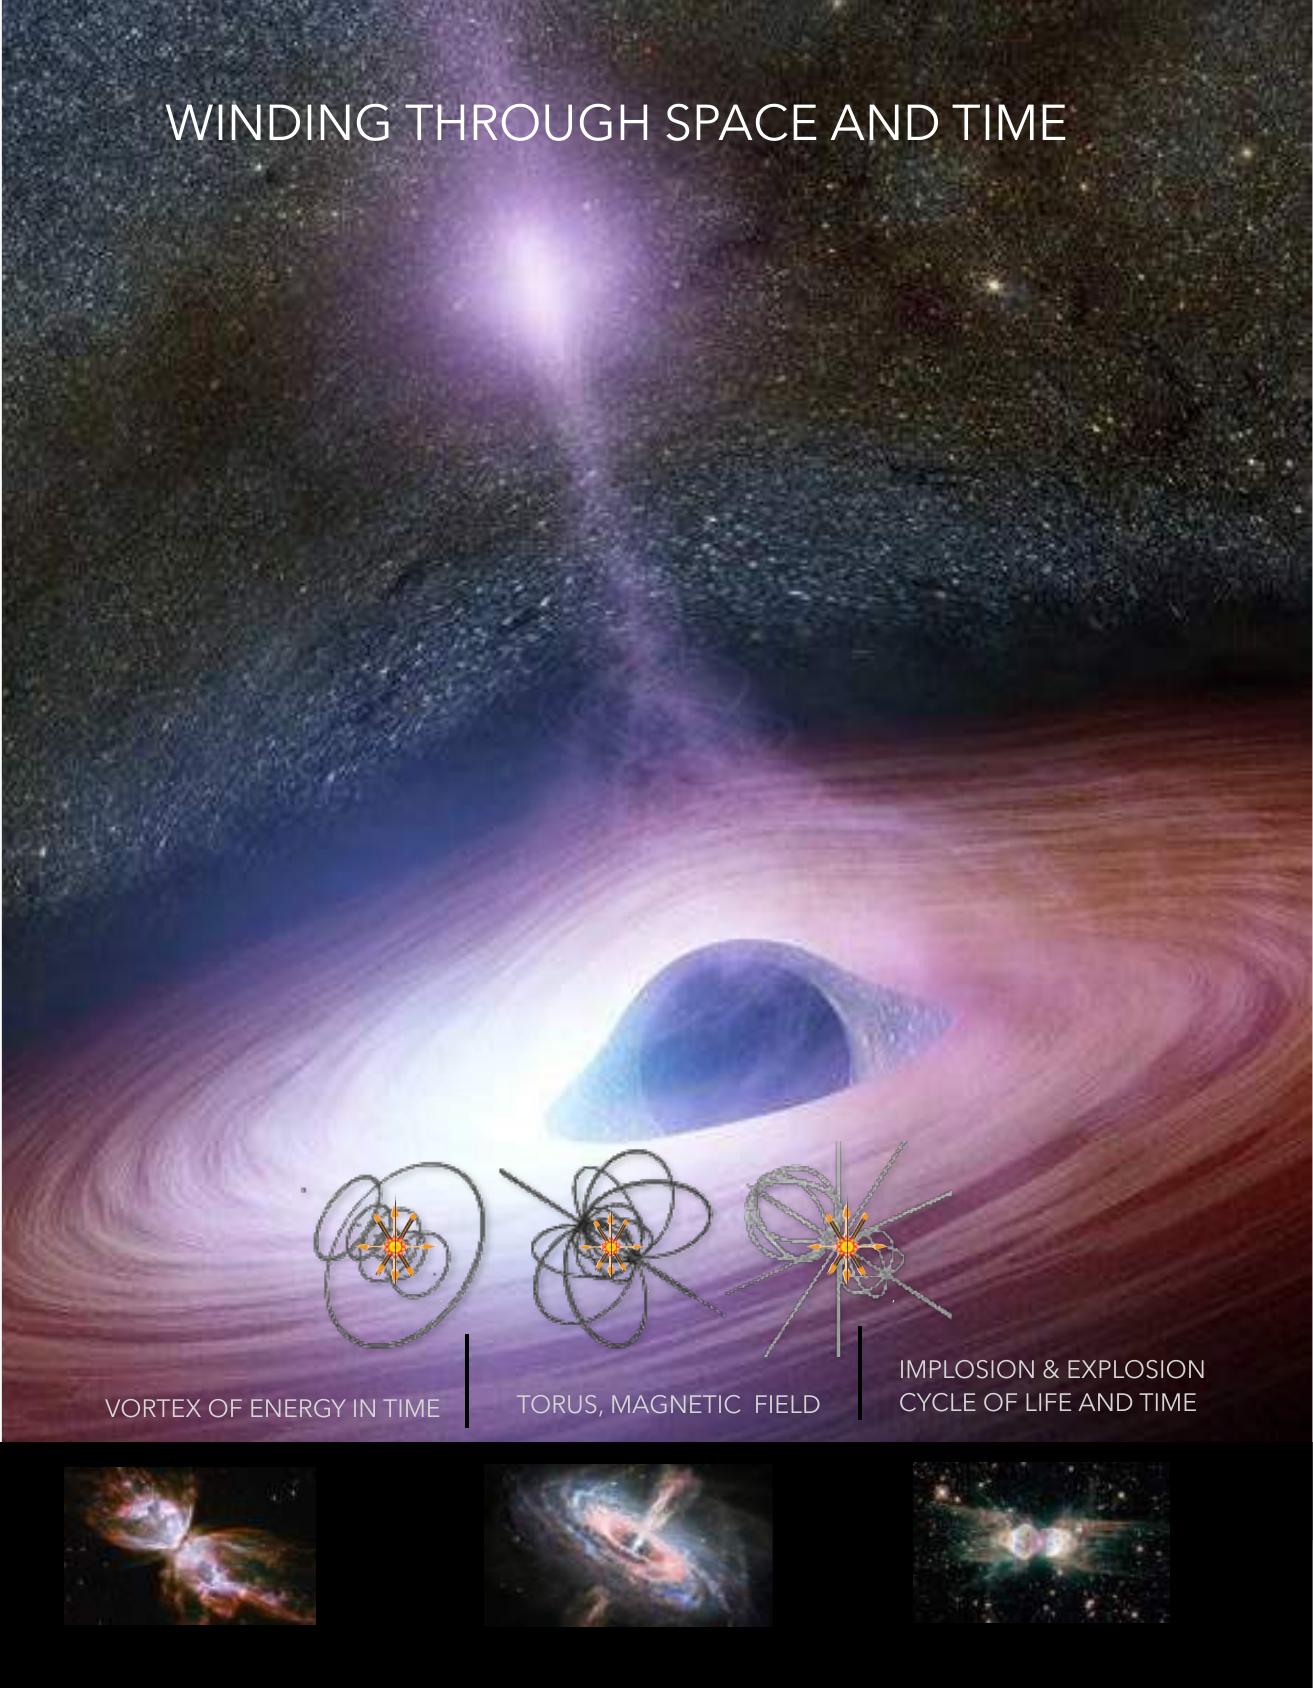 WINDING THROUGH SPACE AND TIME
VORTEX OF ENERGY IN TIME
TORUS, MAGNETIC FIELD
IMPLOSION & EXPLOSION
CYCLE OF LIFE AND TIME